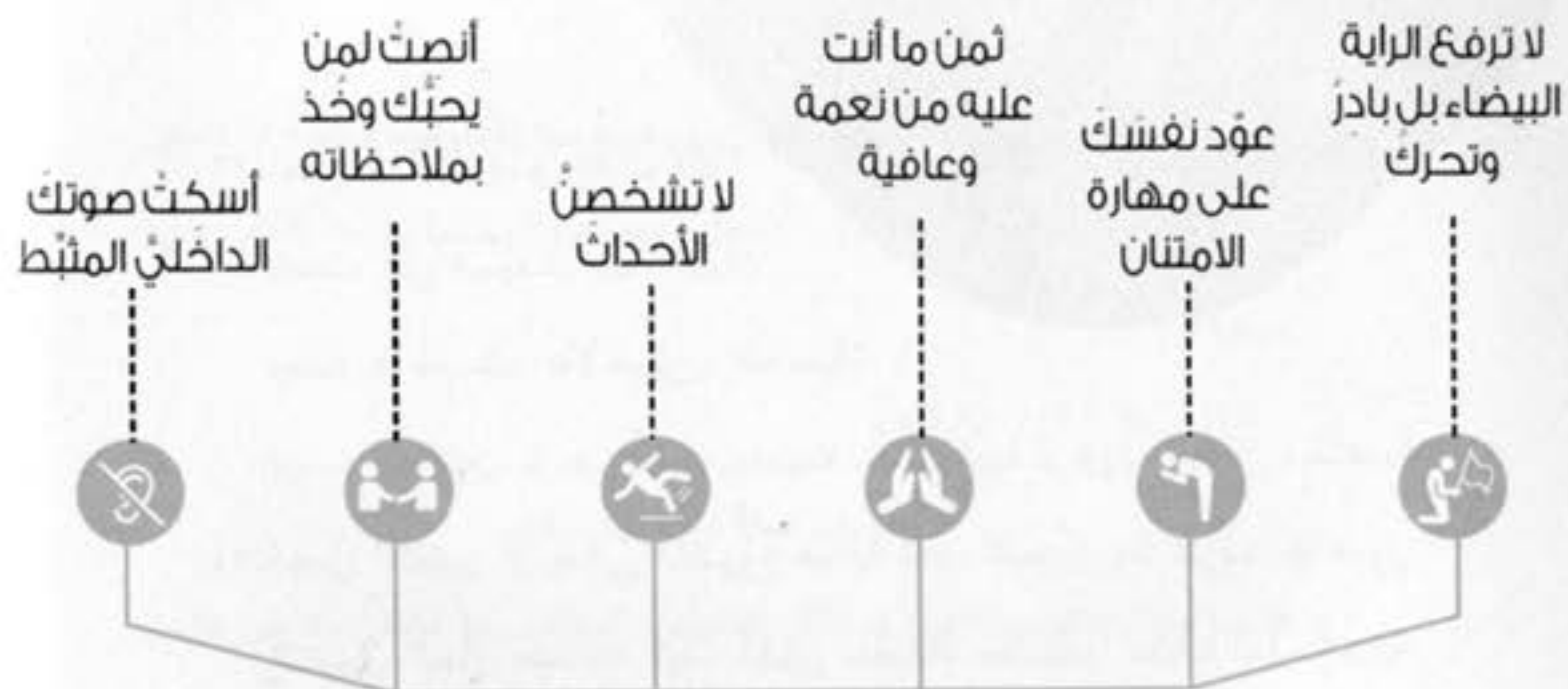 لا ترفع الراية
البيضاء بل بادرْ
وتحركْ
عوّد نفسَك
على مهارة
الامتنان
ثمن ما أنت
عليه من نعمة
وعافية
لا تشخصنْ
الأحداثَ
أنصتْ لمن
يحبّك وخُذ
بملاحظاته
أسكتْ صوتكَ
الداخليَّ المثبّط